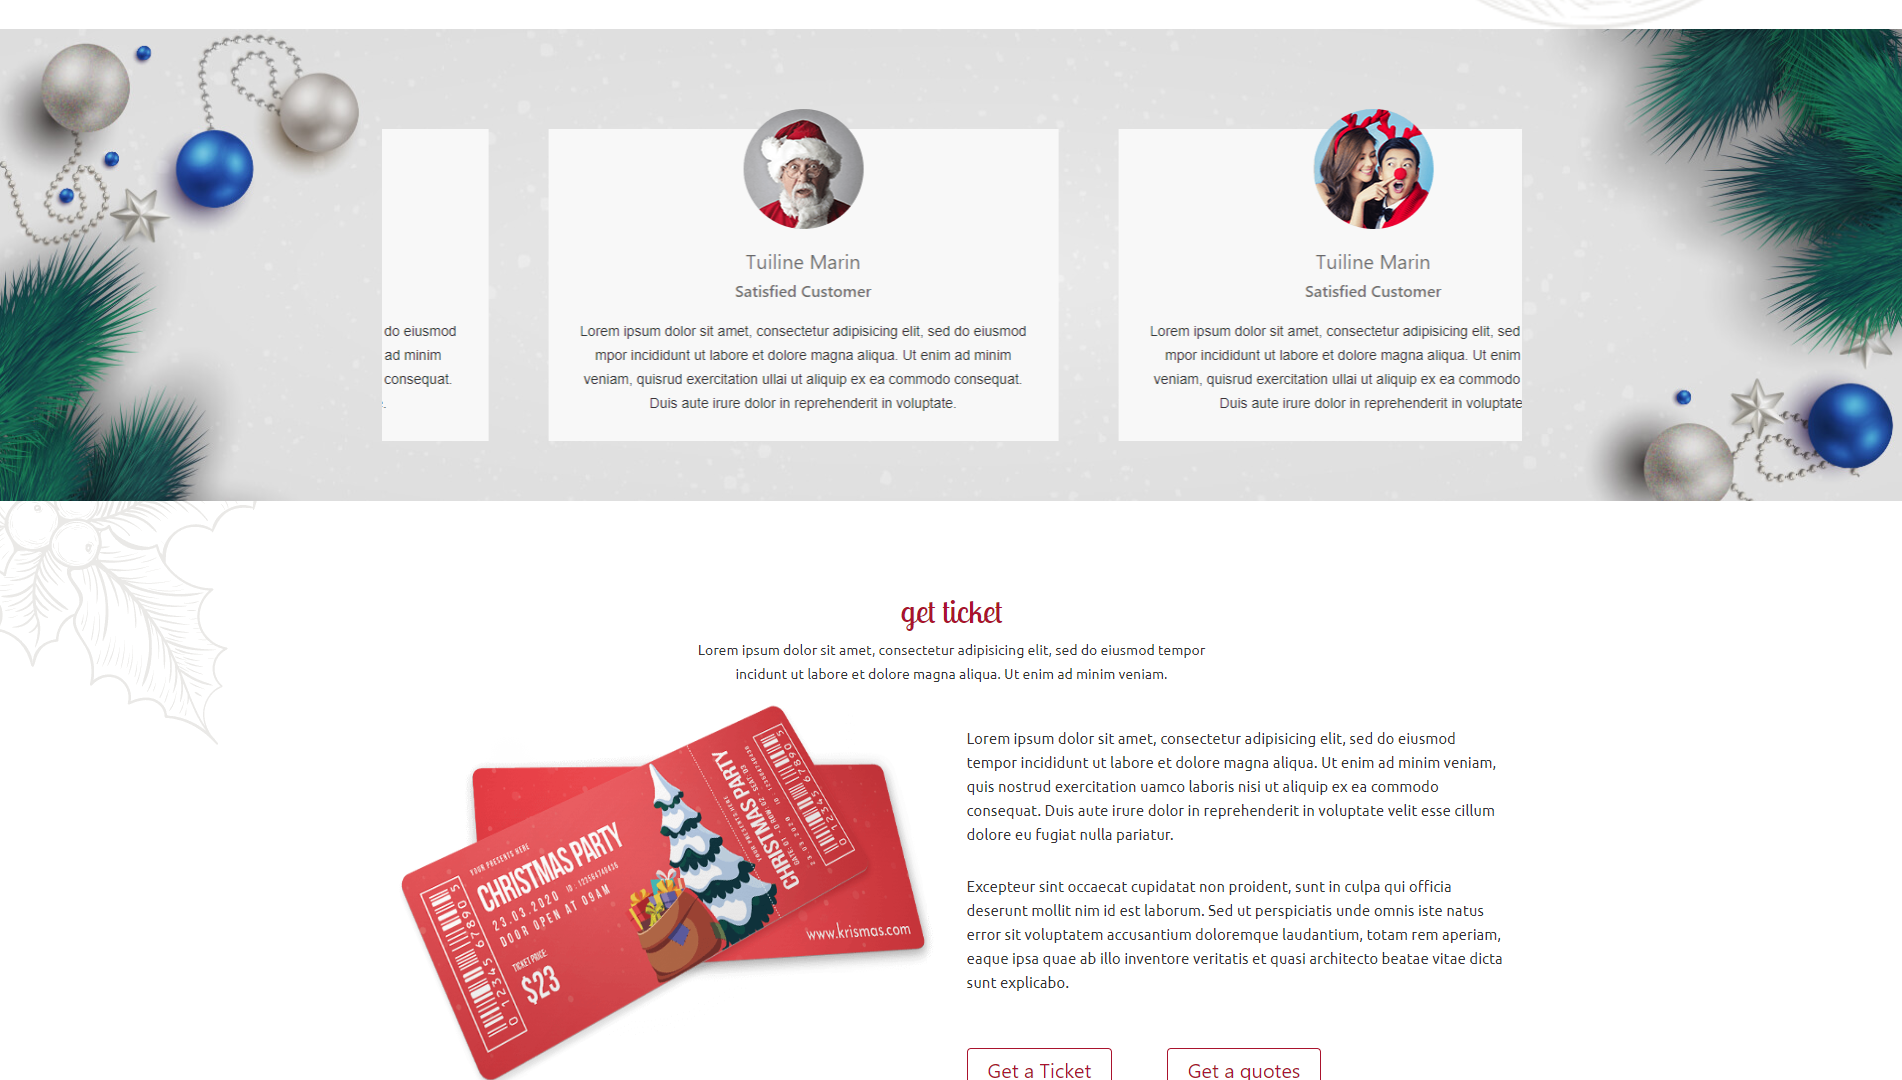 do eiusmod
ad minim
consequat.
Tuiline Marin
Satisfied Customer
Lorem ipsum dolor sit amet, consectetur adipisicing elit, sed do eiusmod
mpor incididunt ut labore et dolore magna aliqua. Ut enim ad minim
veniam, quisrud exercitation ullai ut aliquip ex ea commodo consequat.
Duis aute irure dolor in reprehenderit in voluptate.
Tuiline Marin
Satisfied Customer
Lorem ipsum dolor sit amet, consectetur adipisicing elit, sed
mpor incididunt ut labore et dolore magna aliqua. Ut enim
veniam, quisrud exercitation ullai ut aliquip ex ea commodo
Duis aute irure dolor in reprehenderit in voluptate
get ticket
Lorem ipsum dolor sit amet, consectetur adipisicing elit, sed do eiusmod tempor
incidunt ut labore et dolore magna aliqua. Ut enim ad minim veniam.
YOUR PRESENTS HERE
CHRISTMAS PARTY
23.03.2020 ID. 123564746416
DOOR OPEN AT 09AM
TICKET PRICE:
$23
0 12345 67890 5
CHRISTMAS PARTY
YOUR PRESENTS HERE
23.03.2020
0 12345 67890 5
www.krismas.com
Lorem ipsum dolor sit amet, consectetur adipisicing elit, sed do eiusmod
tempor incididunt ut labore et dolore magna aliqua. Ut enim ad minim veniam,
quis nostrud exercitation uamco laboris nisi ut aliquip ex ea commodo
consequat. Duis aute irure dolor in reprehenderit in voluptate velit esse cillum
dolore eu fugiat nulla pariatur.
Excepteur sint occaecat cupidatat non proident, sunt in culpa qui officia
deserunt mollit nim id est laborum. Sed ut perspiciatis unde omnis iste natus
error sit voluptatem accusantium doloremque laudantium, totam rem aperiam,
eaque ipsa quae ab illo inventore veritatis et quasi architecto beatae vitae dicta
sunt explicabo.
Get a Ticket
Get a quotes